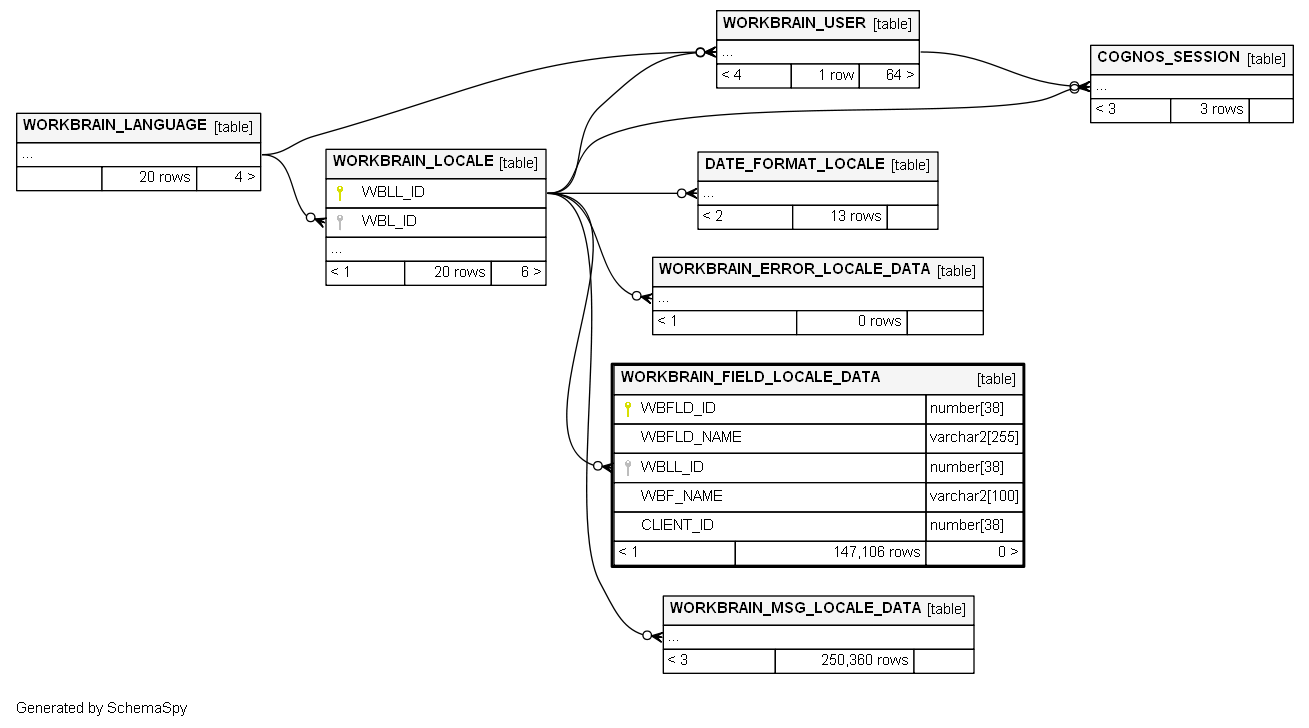 WORKBRAIN_USER [table]
...
< 4 1 row 64 >
COGNOS_SESSION [table]
...
< 3 3 rows
WORKBRAIN_LANGUAGE [table]
...
20 rows 4 >
WORKBRAIN_LOCALE [table]
WBLL_ID
WBL_ID
...
< 1 20 rows 6 >
DATE_FORMAT_LOCALE [table]
...
< 2 13 rows
WORKBRAIN_ERROR_LOCALE_DATA [table]
...
< 1 0 rows
WORKBRAIN_FIELD_LOCALE_DATA [table]
WBFLD_ID number[38]
WBFLD_NAME varchar2[255]
WBLL_ID number[38]
WBF_NAME varchar2[100]
CLIENT_ID number[38]
< 1 147,106 rows 0 >
WORKBRAIN_MSG_LOCALE_DATA [table]
...
< 3 250,360 rows
Generated by SchemaSpy